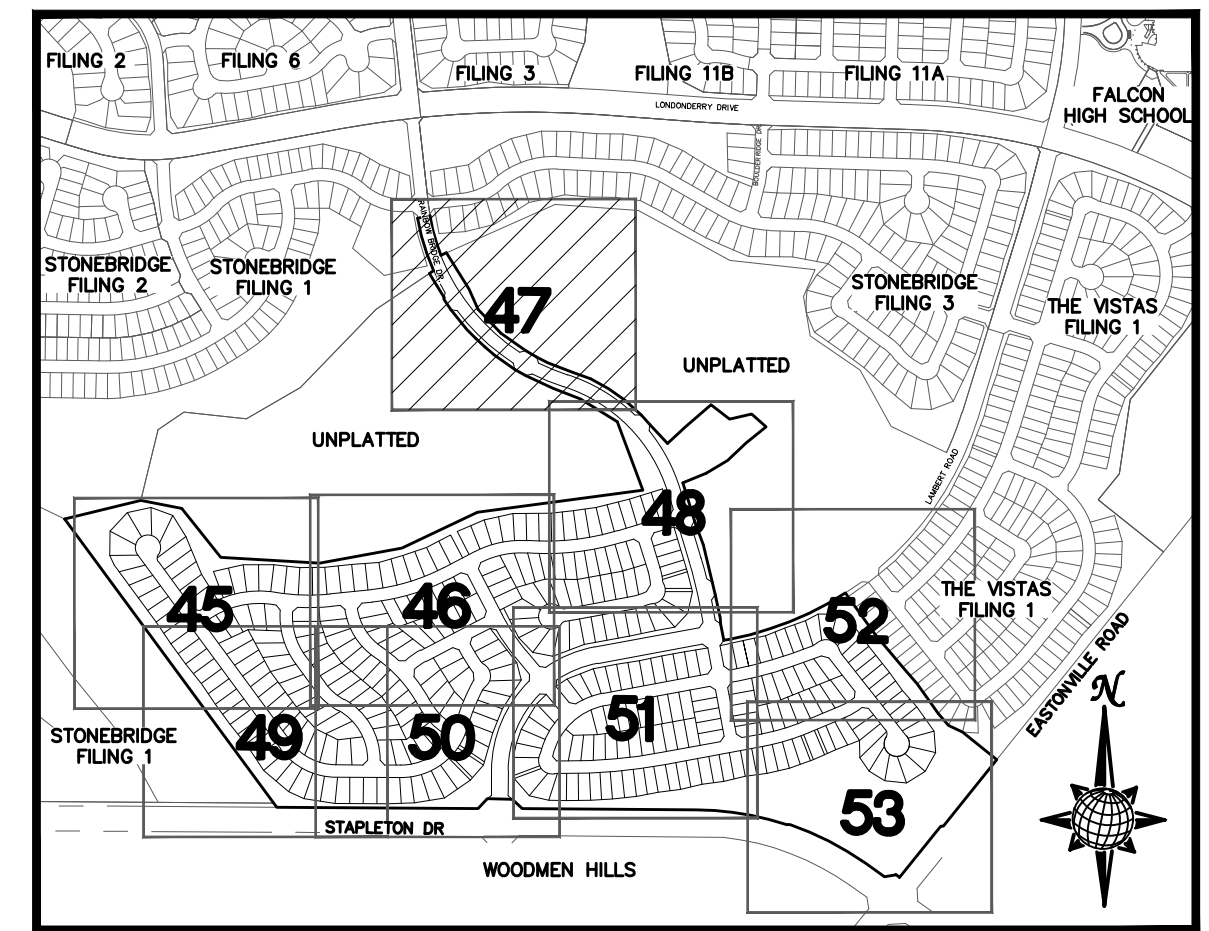 FILING 2
FILING 6
FILING 3
FILING 11B
FILING 11A
FALCON
HIGH SCHOOL
LONDONDERRY DRIVE
BOULDER RIDGE DR
RAINBOW BRIDGE DR.
STONEBRIDGE
FILING 2
STONEBRIDGE
FILING 1
47
STONEBRIDGE
FILING 3
THE VISTAS
FILING 1
UNPLATTED
UNPLATTED
LAMBERT ROAD
48
45
46
52
THE VISTAS
FILING 1
EASTONVILLE ROAD
N
STONEBRIDGE
FILING 1
49
50
51
53
STAPLETON DR
WOODMEN HILLS